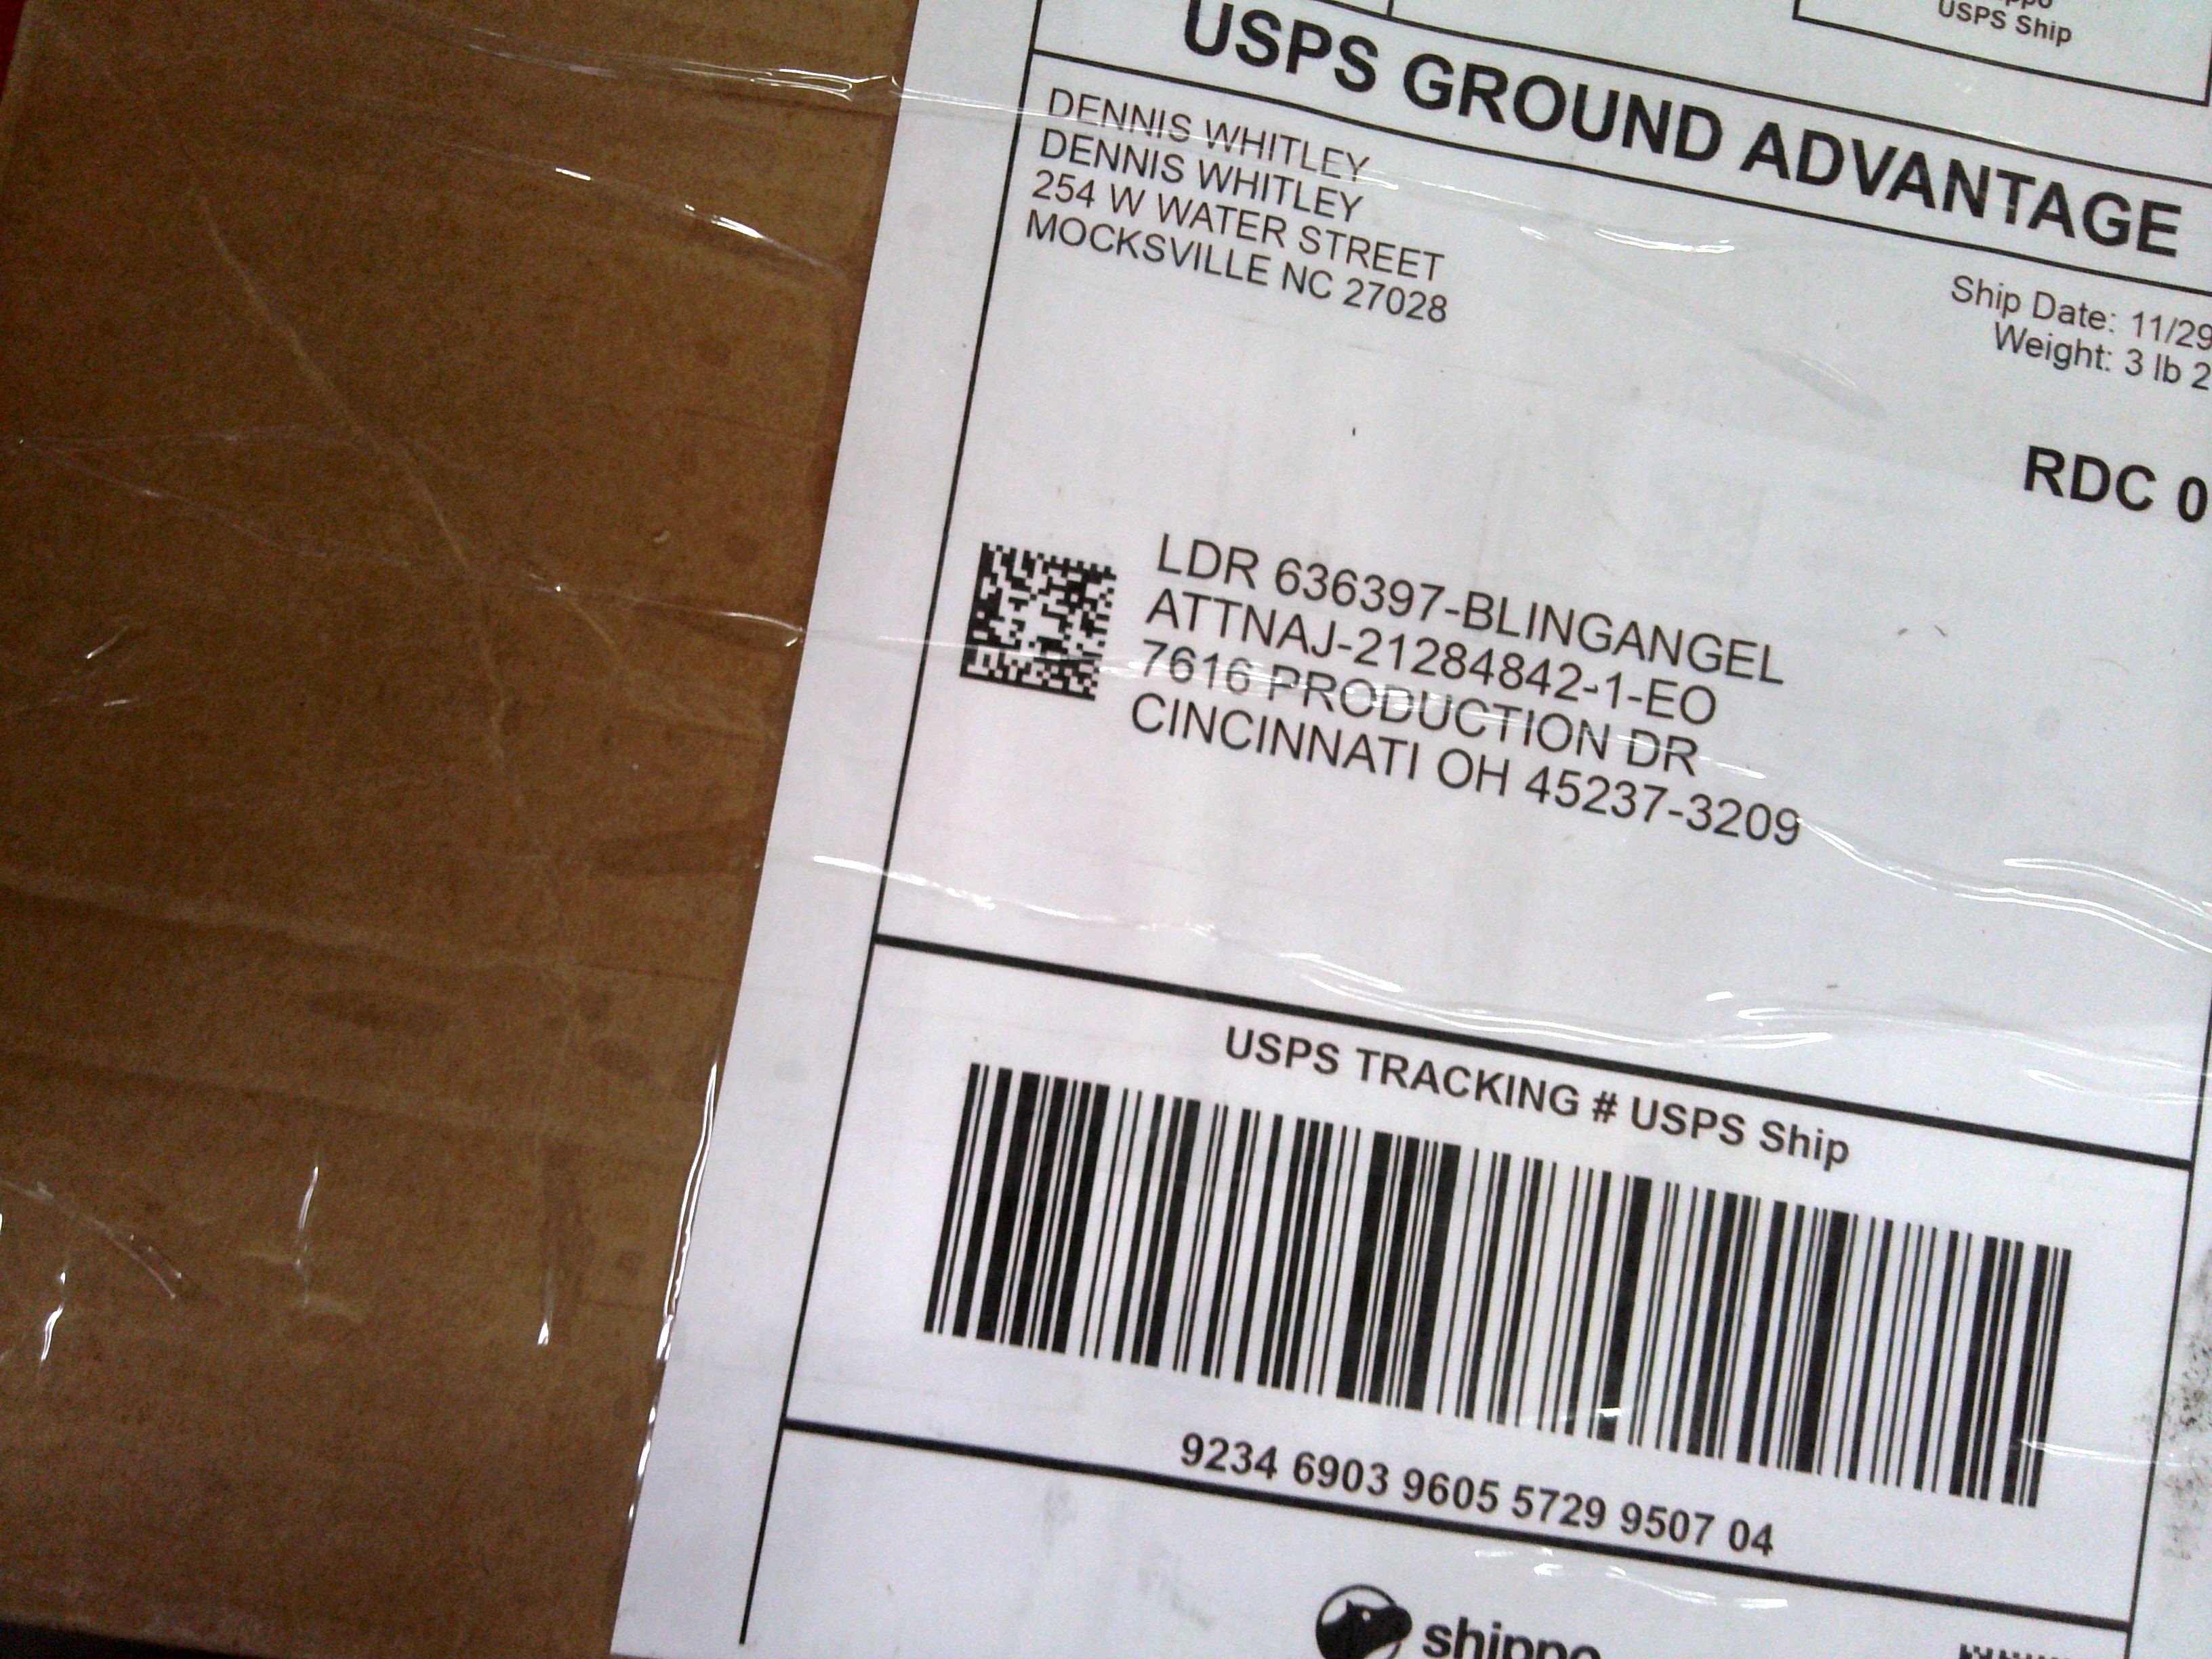 USPS Ship
USPS GROUND ADVANTAGE
DENNIS WHITLEY
DENNIS WHITLEY
254 W WATER STREET
MOCKSVILLE NC 27028
Ship Date: 11/29
Weight: 3 lb 2
RDC 0
LDR 636397-BLINGANGEL
ATTNAJ-21284842-1-EO
7616 PRODUCTION DR
CINCINNATI OH 45237-3209
USPS TRACKING # USPS Ship
9234 6903 9605 5729 9507 04
shippo